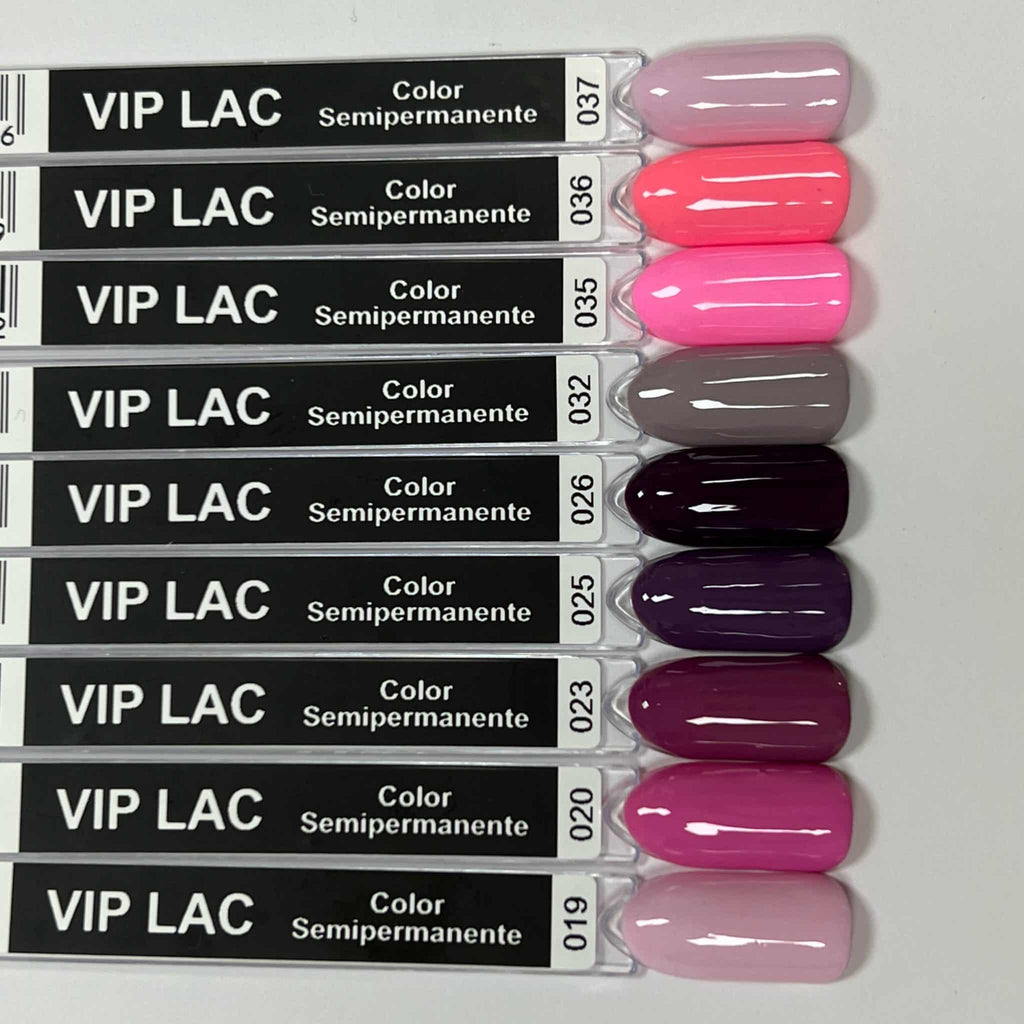 6
VIP LAC
Color
Semipermanente
037
VIP LAC
Color
Semipermanente
036
VIP LAC
Color
Semipermanente
035
VIP LAC
Color
Semipermanente
032
VIP LAC
Color
Semipermanente
026
VIP LAC
Color
Semipermanente
025
VIP LAC
Color
Semipermanente
023
VIP LAC
Color
Semipermanente
020
VIP LAC
Color
Semipermanente
019